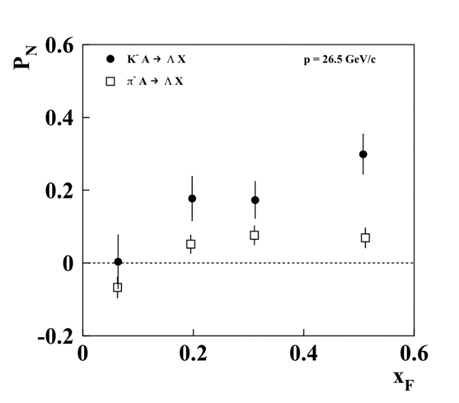 P_N
0.6
0.4
0.2
0
-0.2
K⁻ A → Λ X
π⁻ A → Λ X
p = 26.5 GeV/c
0 0.2 0.4 0.6
x_F